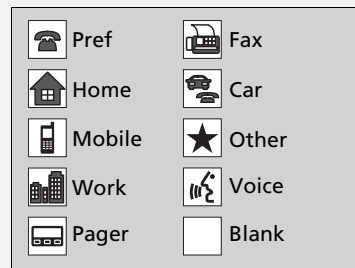 Pref
Fax
Home
Car
Mobile
Other
Work
Voice
Pager
Blank